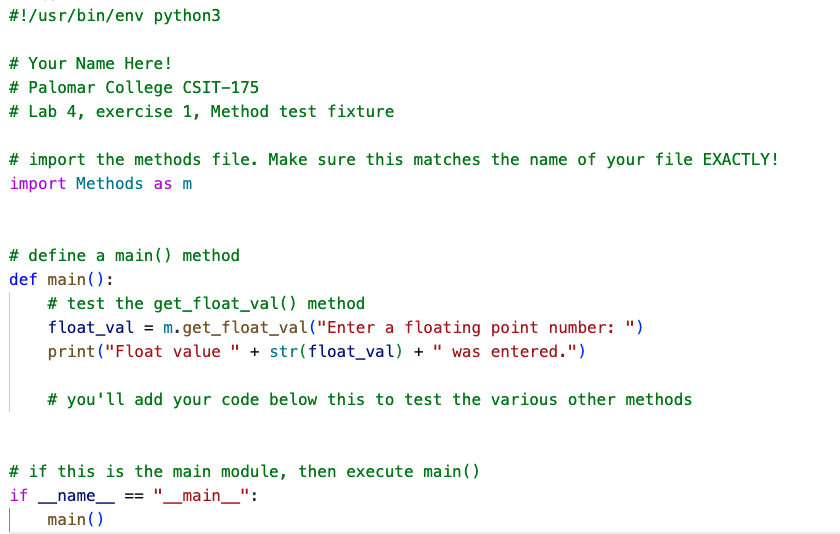 #!/usr/bin/env python3
# Your Name Here!
# Palomar College CSIT-175
# Lab 4, exercise 1, Method test fixture
# import the methods file. Make sure this matches the name of your file EXACTLY!
import Methods as m
# define a main() method
def main():
    # test the get_float_val() method
    float_val = m.get_float_val("Enter a floating point number: ")
    print("Float value " + str(float_val) + " was entered.")
    # you'll add your code below this to test the various other methods
# if this is the main module, then execute main()
if __name__ == "__main__":
    main()